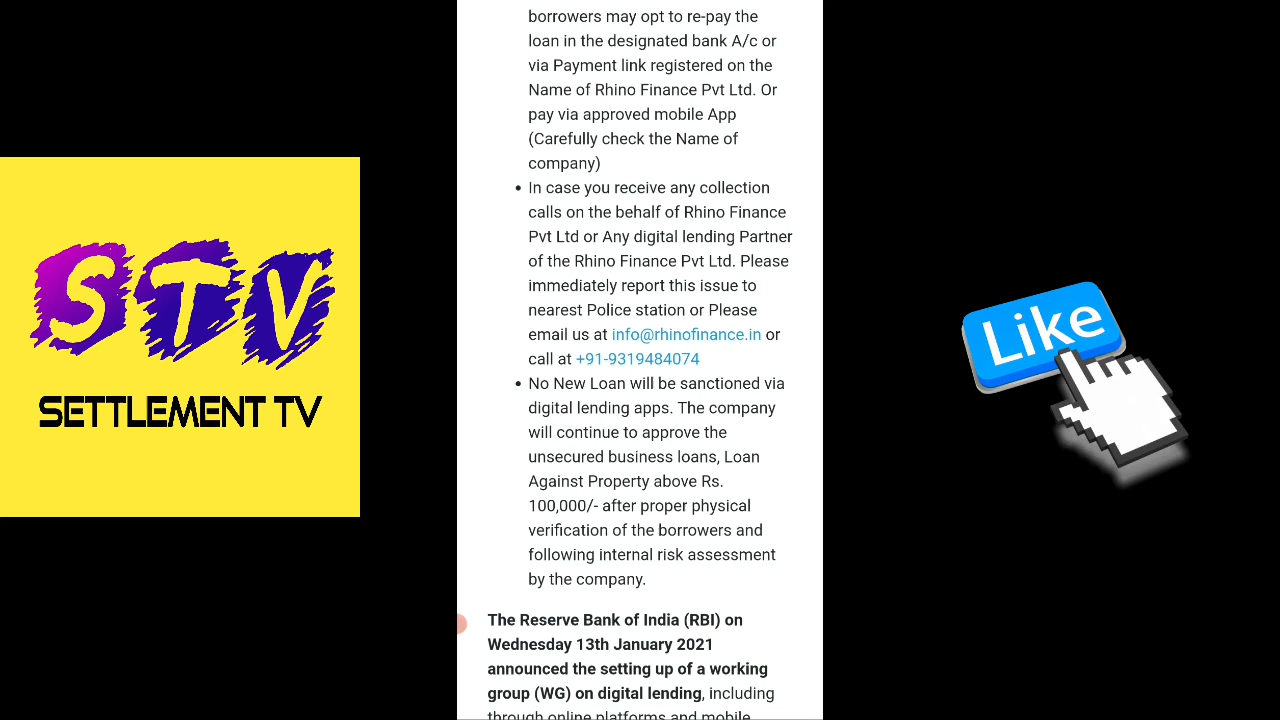 STV
SETTLEMENT TV
borrowers may opt to re-pay the
loan in the designated bank A/c or
via Payment link registered on the
Name of Rhino Finance Pvt Ltd. Or
pay via approved mobile App
(Carefully check the Name of
company)
• In case you receive any collection
calls on the behalf of Rhino Finance
Pvt Ltd or Any digital lending Partner
of the Rhino Finance Pvt Ltd. Please
immediately report this issue to
nearest Police station or Please
email us at info@rhinofinance.in or
call at +91-9319484074
• No New Loan will be sanctioned via
digital lending apps. The company
will continue to approve the
unsecured business loans, Loan
Against Property above Rs.
100,000/- after proper physical
verification of the borrowers and
following internal risk assessment
by the company.
The Reserve Bank of India (RBI) on
Wednesday 13th January 2021
announced the setting up of a working
group (WG) on digital lending, including
through online platforms and mobile
Like